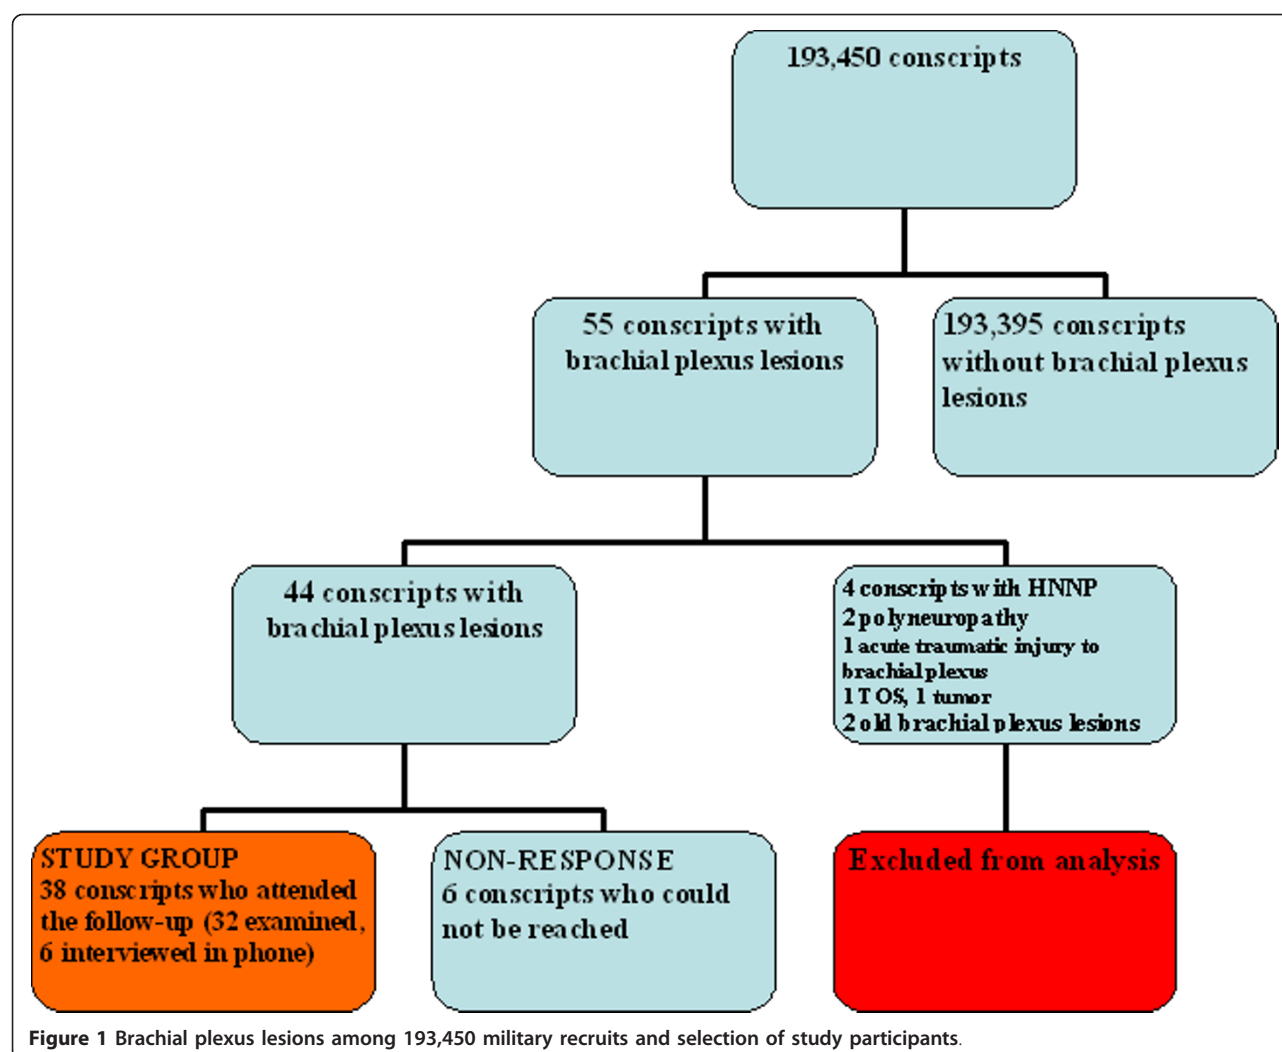 193,450 conscripts
55 conscripts with
brachial plexus lesions
193,395 conscripts
without brachial plexus
lesions
44 conscripts with
brachial plexus lesions
4 conscripts with HNNP
2 polyneuropathy
1 acute traumatic injury to
brachial plexus
1 TOS, 1 tumor
2 old brachial plexus lesions
STUDY GROUP
38 conscripts who attended
the follow-up (32 examined,
6 interviewed in phone)
NON-RESPONSE
6 conscripts who could
not be reached
Excluded from analysis
Figure 1 Brachial plexus lesions among 193,450 military recruits and selection of study participants.